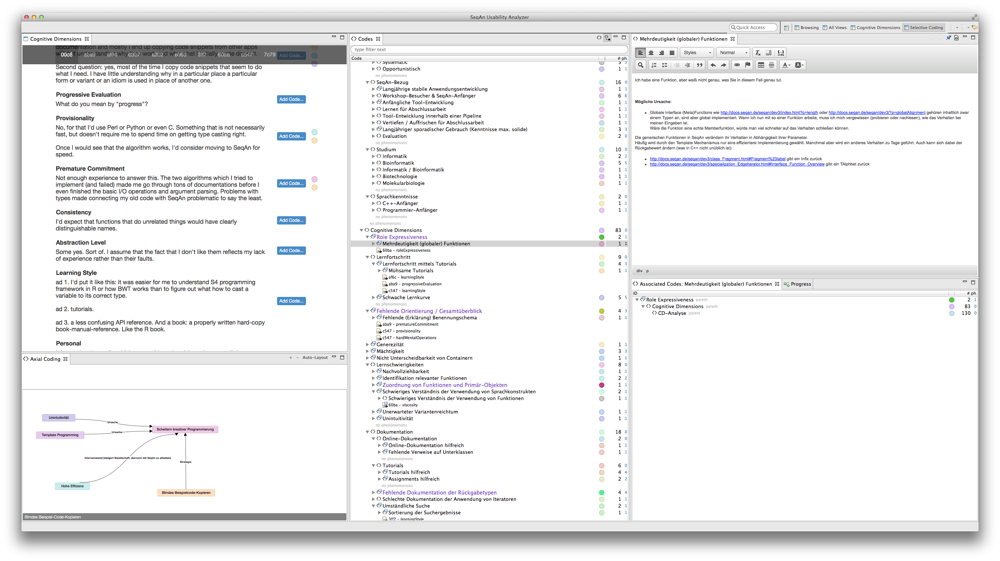 SeqAn Usability Analyzer
Quick Access
Browsing
All Views
Cognitive Dimensions
Selective Coding
Cognitive Dimensions
documentation and mostly I end up copying code snippets from other apps
00c6
7c79
Add Code...
Second question: yes, most of the time I copy code snippets that seem to do
what I need. I have little understanding why in a particular place a particular
form or variant or an idiom is used in place of another one.
Progressive Evaluation
What do you mean by "progress"?
Add Code...
Provisionality
No, for that I'd use Perl or Python or even C. Something that is not necessarily
fast, but doesn't require me to spend time on getting type casting right.
Add Code...
Once I would see that the algorithm works, I'd consider moving to SeqAn for
speed.
Premature Commitment
Not enough experience to answer this. The two algorithms which I tried to
implement (and failed) made me go through tons of documentations before I
even finished the basic I/O operations and argument parsing. Problems with
types made connecting my old code with SeqAn problematic to say the least.
Add Code...
Consistency
I'd expect that functions that do unrelated things would have clearly
distinguishable names.
Add Code...
Abstraction Level
Some yes. Sort of. I assume that the fact that I don't like them reflects my lack
of experience rather than their faults.
Add Code...
Learning Style
ad 1. I'd put it like this: it was easier for me to understand S4 programming
framework in R or how BWT works than to figure out what how to cast a
variable to its correct type.
Add Code...
ad 2. tutorials.
ad 3. a less confusing API reference. And a book: a properly written hard-copy
book-manual-reference. Like the R book.
Personal
Axial Coding
+ - Auto-Layout
Unintuitivität
Ursache
Template Programming
Ursache
Scheitern kreativer Programmierung
Intervenierend (steigert Bereitschaft, dennoch mit SeqAn zu arbeiten)
Strategie
Hohe Effizienz
Blindes Beispielcode-Kopieren
Blindes Beispiel-Code-Kopieren
Codes
type filter text
Code # ph
Systematic 3 3
Opportunistisch 1 1
no phenomenons
SeqAn-Bezug 16 0
Langjährige stabile Anwendungsentwicklung 1 1
Workshop-Besucher & SeqAn-Anfänger 6 6
Anfängliche Tool-Entwicklung 1 1
Lernen für Abschlussarbeit 1 1
Tool-Entwicklung innerhalb einer Pipeline 1 1
Vertiefen / Auffrischen für Abschlussarbeit 1 1
Langjähriger sporadischer Gebrauch (Kenntnisse max. solide) 3 3
Evaluation 2 0
no phenomenons
Studium 10 0
Informatik 2 2
Bioinformatik 5 5
Informatik / Bioinformatik 1 1
Biotechnologie 1 1
Molekularbiologie 1 1
no phenomenons
Sprachkenntnisse 2 0
C++-Anfänger 1 1
Programmier-Anfänger 1 1
no phenomenons
no phenomenons
Cognitive Dimensions 83 0
Role Expressiveness 2 1
Mehrdeutigkeit (globaler) Funktionen 1 1
60ba - roleExpressiveness
Lernfortschritt 9 0
Lernfortschritt mittels Tutorials 4 3
Mühsame Tutorials 1 1
af6c - learningStyle
aba9 - progressiveEvaluation
c547 - learningStyle
Schwache Lernkurve 5 5
no phenomenons
Fehlende Orientierung / Gesamtüberblick 4 3
Fehlende (Erklärung) Benennungschema 1 1
aba9 - prematureCommitment
c547 - provisionality
c547 - hardMentalOperations
Generezität 1 1
Mächtigkeit 3 3
Nicht Unterscheidbarkeit von Containern 1 1
Lernschwierigkeiten 8 0
Nachvollziehbarkeit 1 1
Identifikation relevanter Funktionen 2 2
Zuordnung von Funktionen und Primär-Objekten 1 1
Schwieriges Verständnis der Verwendung von Sprachkonstrukten 2 1
Schwieriges Verständnis der Verwendung von Funktionen 1 1
60ba - viscosity
Unerwarteter Variantenreichtum 1 1
Unintuitivität 1 1
no phenomenons
Dokumentation 18 0
Online-Dokumentation 2 0
Online-Dokumentation hilfreich 1 1
Fehlende Verweise auf Unterklassen 1 1
no phenomenons
Tutorials 6 0
Tutorials hilfreich 4 4
Assignments hilfreich 2 2
no phenomenons
Fehlende Dokumentation der Rückgabetypen 4 4
Schlechte Dokumentation der Anwendung von Iteratoren 1 1
Umständliche Suche 2 1
Sortierung der Suchergebnisse 1 1
3ff7 - learningStyle
Mehrdeutigkeit (globaler) Funktionen
Styles
Normal
Ich habe eine Funktion, aber weiß nicht genau, was Sie in diesem Fall genau tut.
Mögliche Ursache:
• Globale Interface (Meta)Functions wie http://docs.seqan.de/seqan/dev3/index.html?q=length oder http://docs.seqan.de/seqan/dev3/?p=globalAlignment gehören inhaltlich zwar
einem Typen an, sind aber global implementiert. Wenn ich nun mit so einer Funktion arbeite, muss ich mich vergewissen (probieren oder nachlesen), wie das Verhalten bei
meinen Eingaben ist.
Wäre die Funktion eine echte Memberfunktion, würde man viel schneller auf das Verhalten schließen können.
Die generischen Funktionen in SeqAn verändern ihr Verhalten in Abhängigkeit ihrer Parameter.
Häufig wird durch den Template Mechanismus nur eine effizientere Implementierung gewählt. Manchmal aber wird ein anderes Verhalten zu Tage geführt. Auch kann sich dabei der
Rückgabewert ändern (was in C++ nicht unüblich ist):
• http://docs.seqan.de/seqan/dev3/class_Fragment.html#Fragment%23label gibt ein Infix zurück
• http://docs.seqan.de/seqan/dev3/specialization_EdgeIterator.html#Interface_Function_Overview gibt ein TAlphbet zurück
div p
Associated Codes: Mehrdeutigkeit (globaler) Funktionen
Progress
ID # ph
Role Expressiveness parent 2 1
Cognitive Dimensions parent 83 0
CD-Analyse parent 130 0